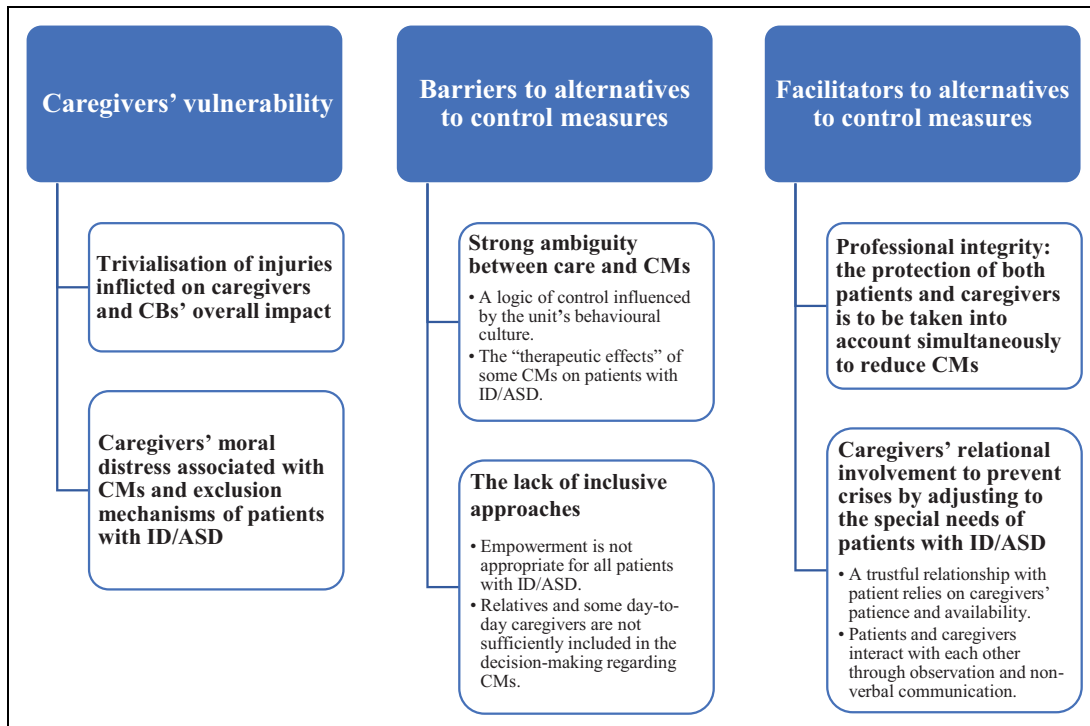 Caregivers’ vulnerability
Trivialisation of injuries
inflicted on caregivers
and CBs’ overall impact
Caregivers’ moral
distress associated with
CMs and exclusion
mechanisms of patients
with ID/ASD
Barriers to alternatives
to control measures
Strong ambiguity
between care and CMs
• A logic of control influenced
by the unit’s behavioural
culture.
• The “therapeutic effects” of
some CMs on patients with
ID/ASD.
The lack of inclusive
approaches
• Empowerment is not
appropriate for all patients
with ID/ASD.
• Relatives and some day-to-
day caregivers are not
sufficiently included in the
decision-making regarding
CMs.
Facilitators to alternatives
to control measures
Professional integrity:
the protection of both
patients and caregivers
is to be taken into
account simultaneously
to reduce CMs
Caregivers’ relational
involvement to prevent
crises by adjusting to
the special needs of
patients with ID/ASD
• A trustful relationship with
patient relies on caregivers’
patience and availability.
• Patients and caregivers
interact with each other
through observation and non-
verbal communication.